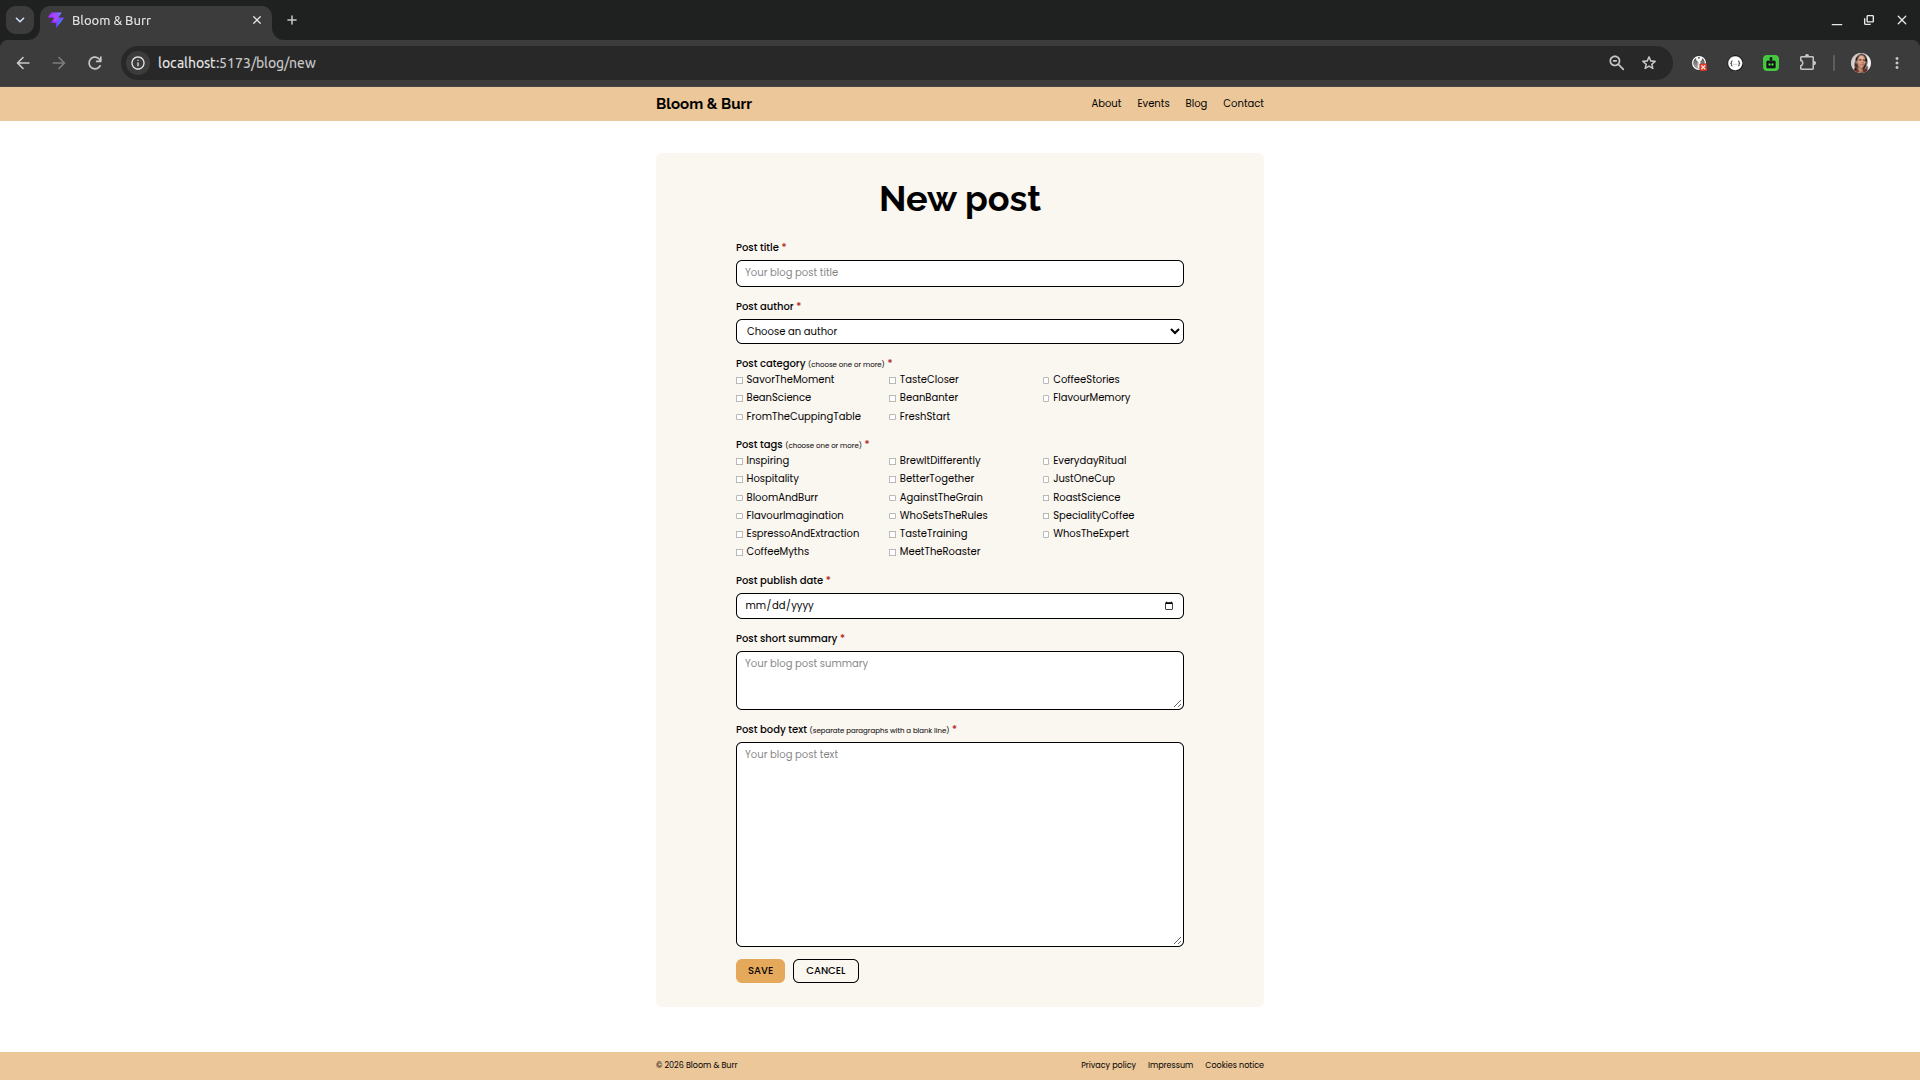 Bloom & Burr
localhost:5173/blog/new
Bloom & Burr
About Events Blog Contact
New post
Post title *
Your blog post title
Post author *
Choose an author
Post category (choose one or more) *
SavorTheMoment TasteCloser CoffeeStories
BeanScience BeanBanter FlavourMemory
FromTheCuppingTable FreshStart
Post tags (choose one or more) *
Inspiring BrewItDifferently EverydayRitual
Hospitality BetterTogether JustOneCup
BloomAndBurr AgainstTheGrain RoastScience
FlavourImagination WhoSetsTheRules SpecialityCoffee
EspressoAndExtraction TasteTraining WhosTheExpert
CoffeeMyths MeetTheRoaster
Post publish date *
mm/dd/yyyy
Post short summary *
Your blog post summary
Post body text (separate paragraphs with a blank line) *
Your blog post text
SAVE CANCEL
© 2026 Bloom & Burr
Privacy policy Impressum Cookies notice